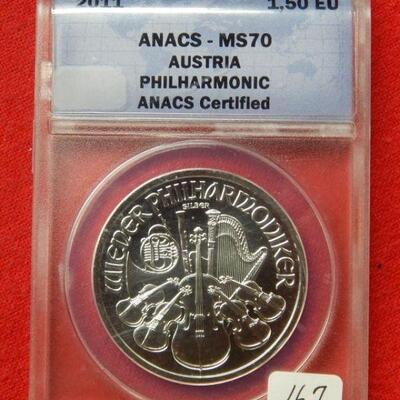 2011 1,50 EU
ANACS - MS70
AUSTRIA
PHILHARMONIC
ANACS Certified
WIENER PHILHARMONIKER
SILBER
167